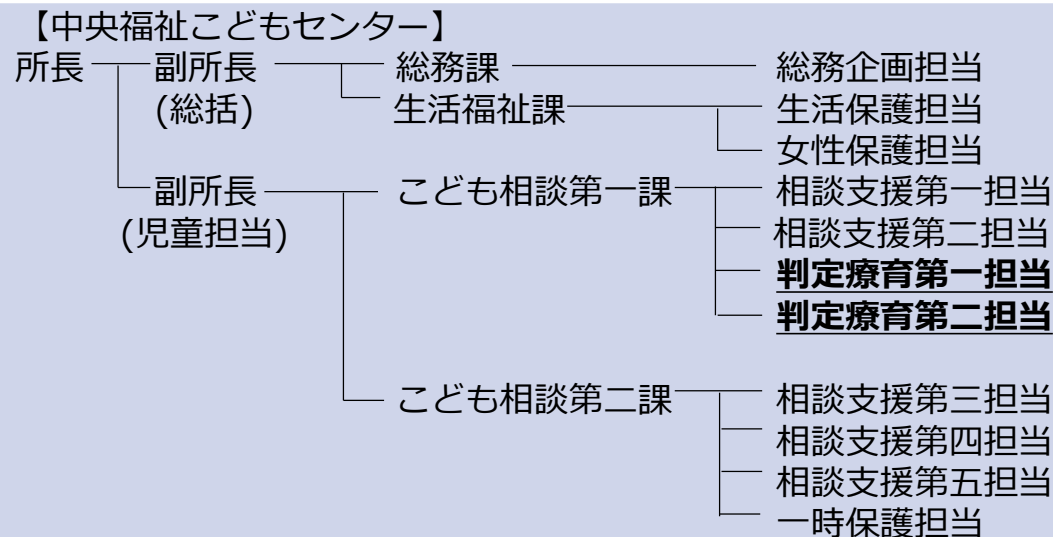 【中央福祉こどもセンター】
所長 副所長 総務課 総務企画担当
(総括) 生活福祉課 生活保護担当
女性保護担当
副所長 こども相談第一課 相談支援第一担当
(児童担当) 相談支援第二担当
判定療育第一担当
判定療育第二担当
こども相談第二課 相談支援第三担当
相談支援第四担当
相談支援第五担当
一時保護担当